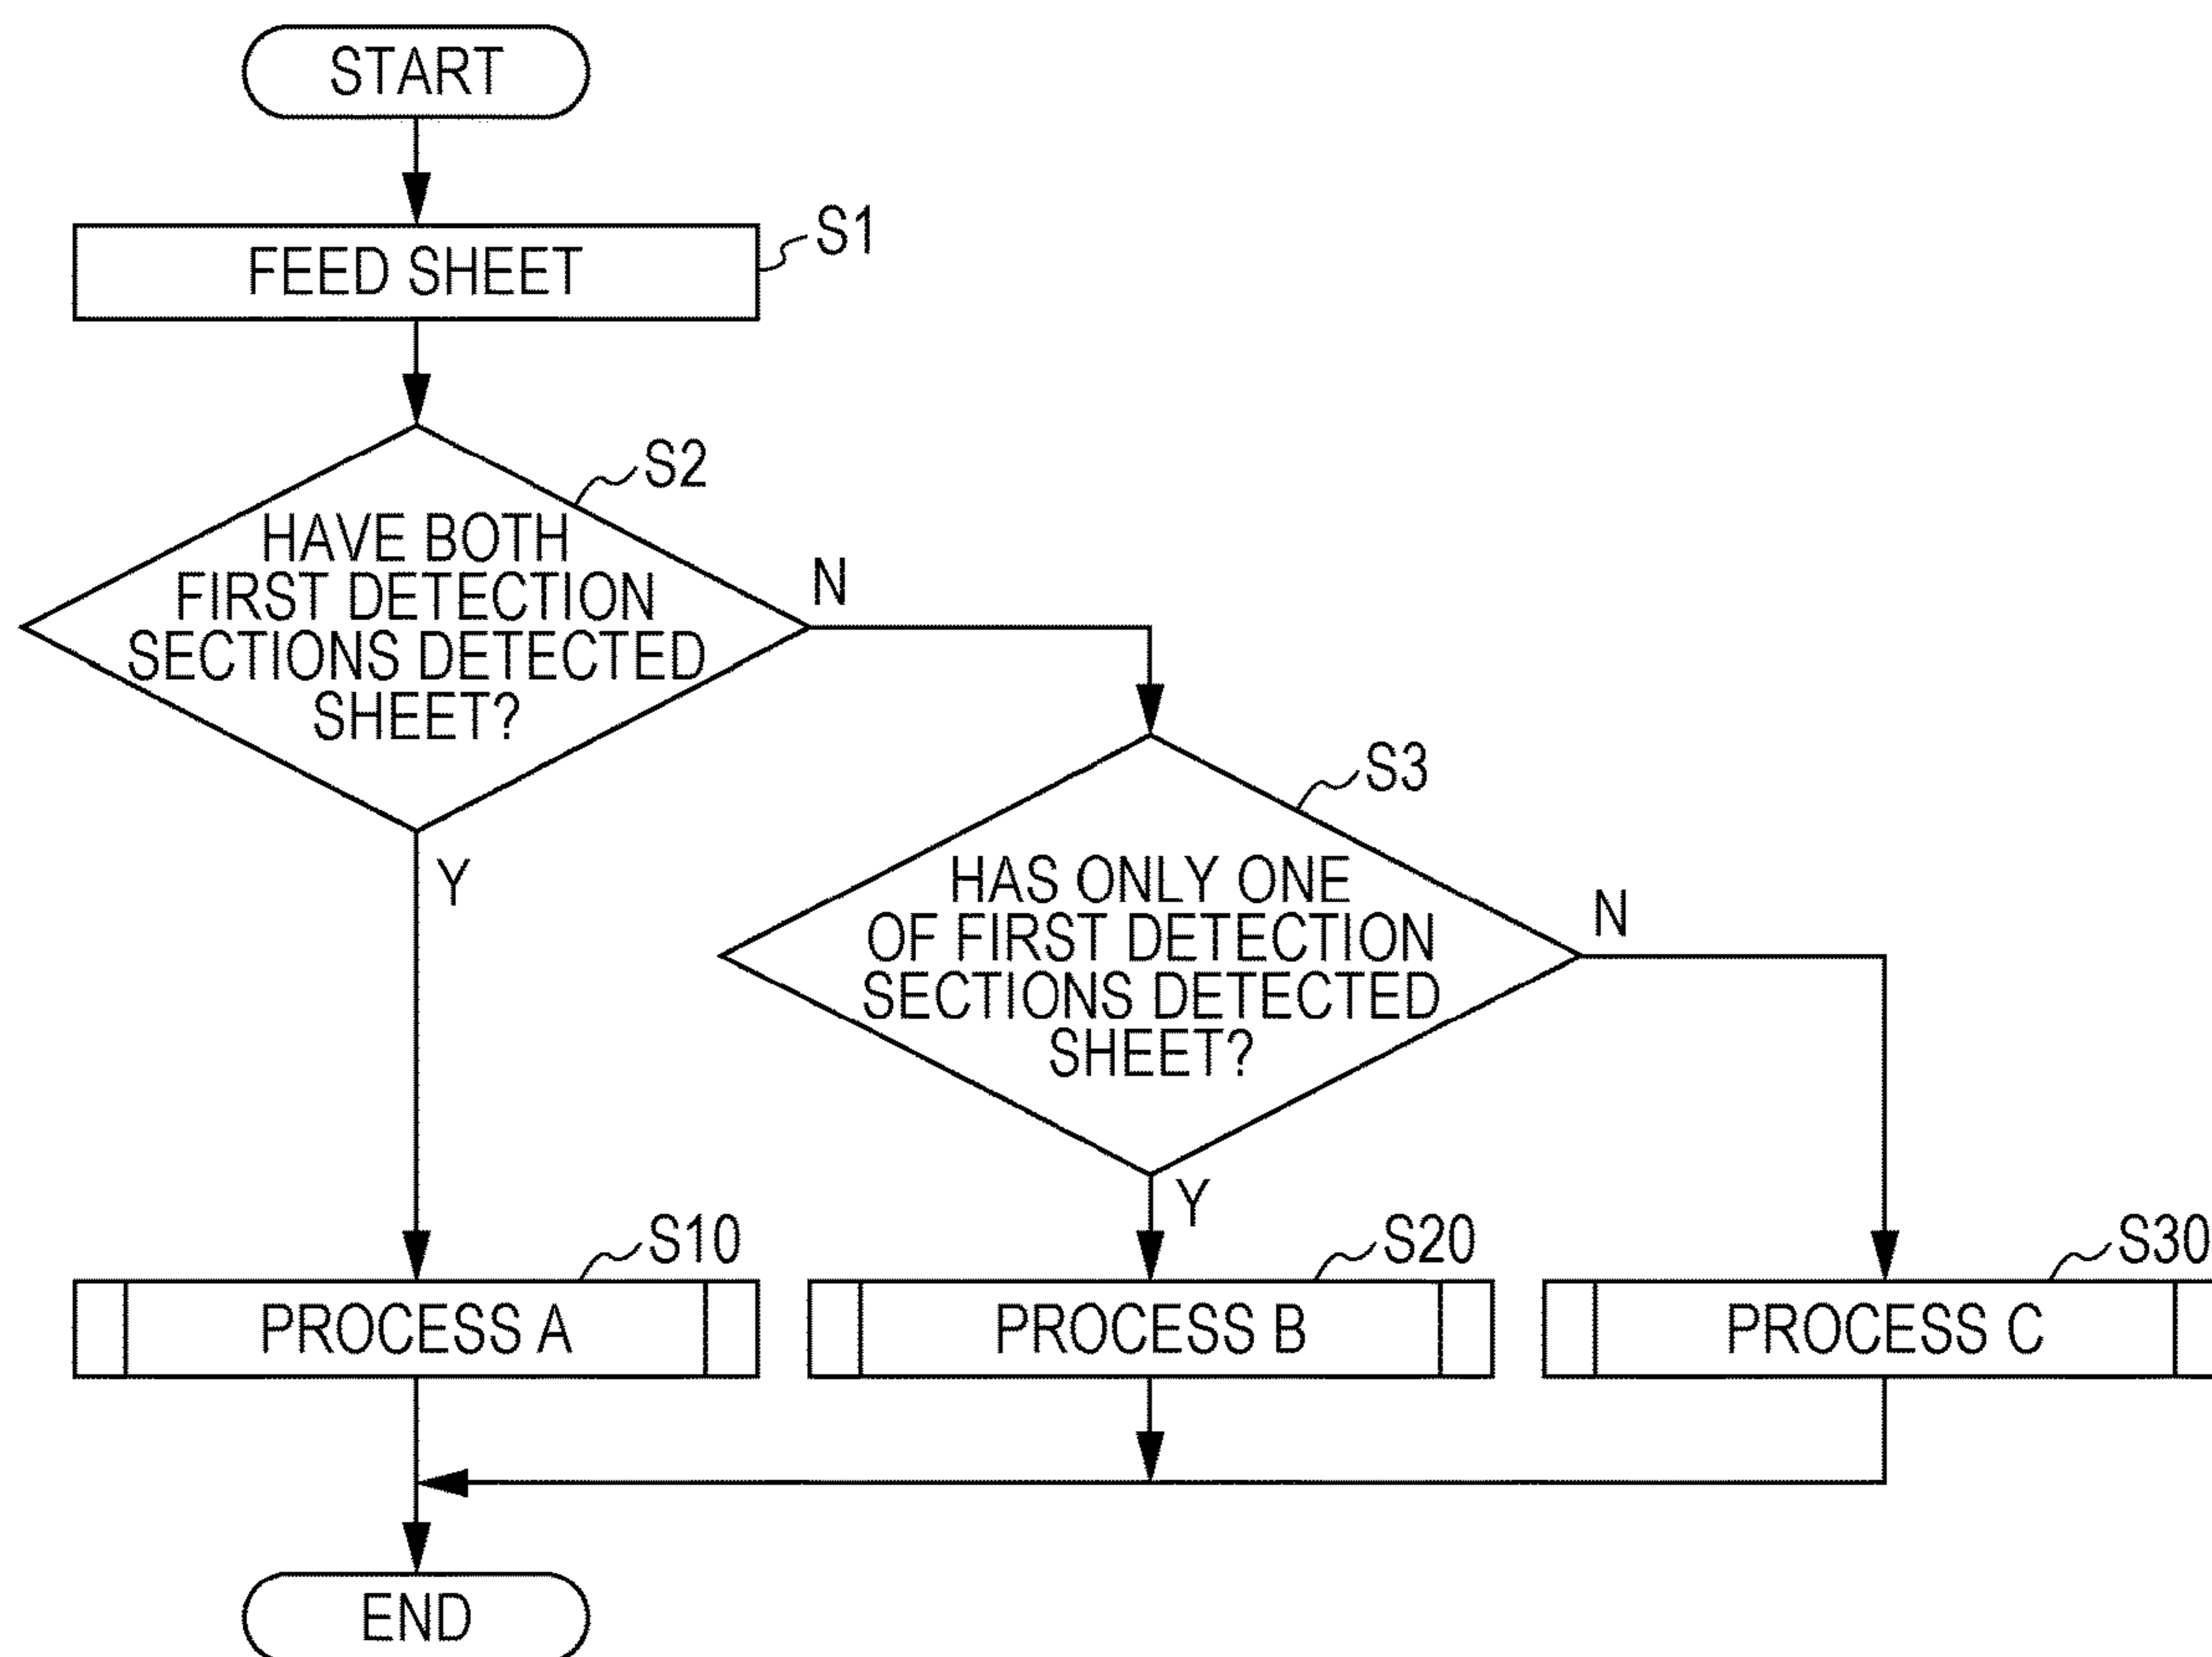 START
FEED SHEET
S1
S2
HAVE BOTH
FIRST DETECTION
SECTIONS DETECTED
SHEET?
N
Y
S3
HAS ONLY ONE
OF FIRST DETECTION
SECTIONS DETECTED
SHEET?
N
Y
S10
PROCESS A
S20
PROCESS B
S30
PROCESS C
END